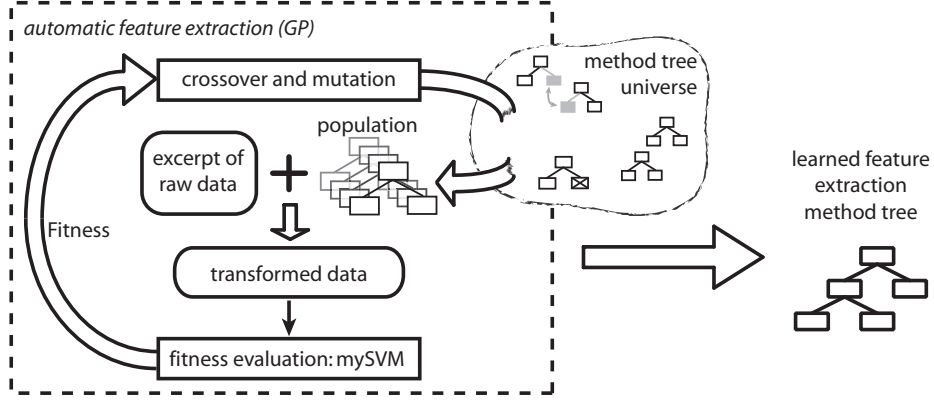 automatic feature extraction (GP)
crossover and mutation
method tree
universe
population
excerpt of
raw data
Fitness
transformed data
fitness evaluation: mySVM
learned feature
extraction
method tree